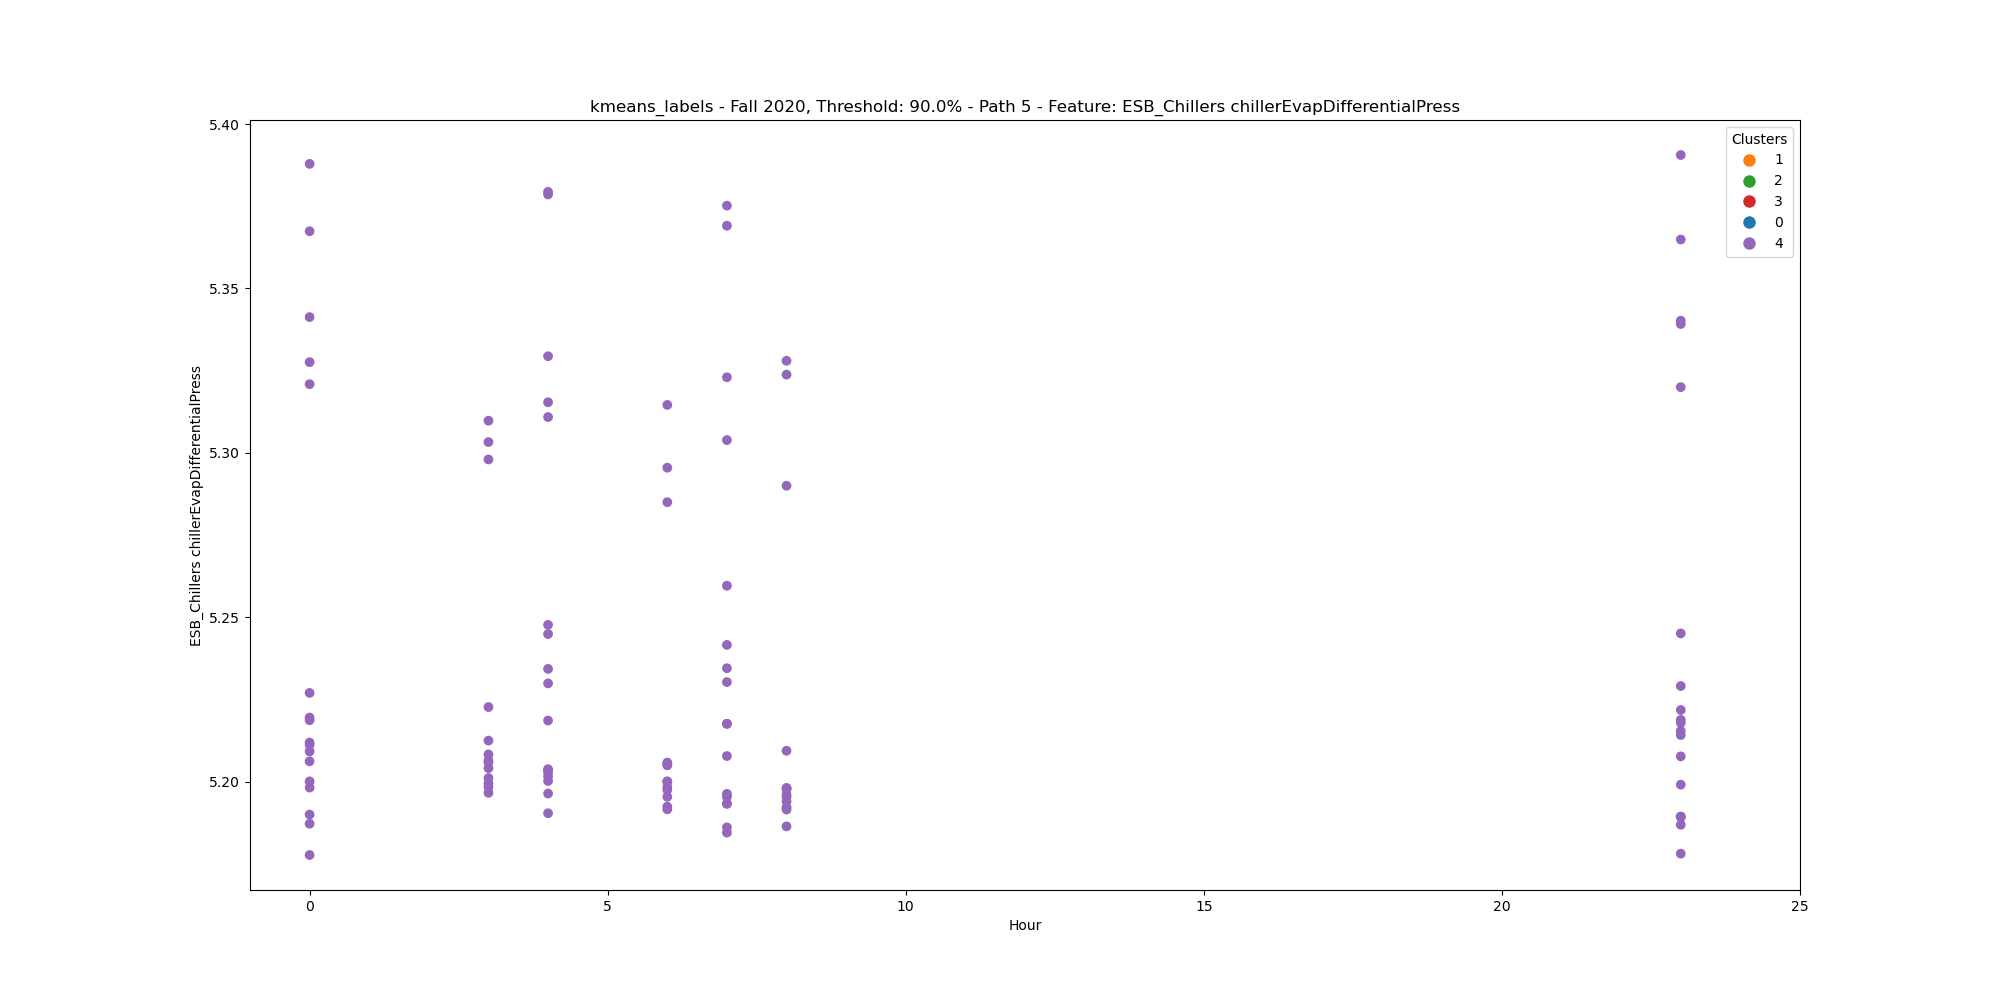 kmeans_labels - Fall 2020, Threshold: 90.0% - Path 5 - Feature: ESB_Chillers chillerEvapDifferentialPress
5.40
5.35
5.30
5.25
5.20
ESB_Chillers chillerEvapDifferentialPress
Clusters
1
2
3
0
4
0 5 10 15 20 25
Hour